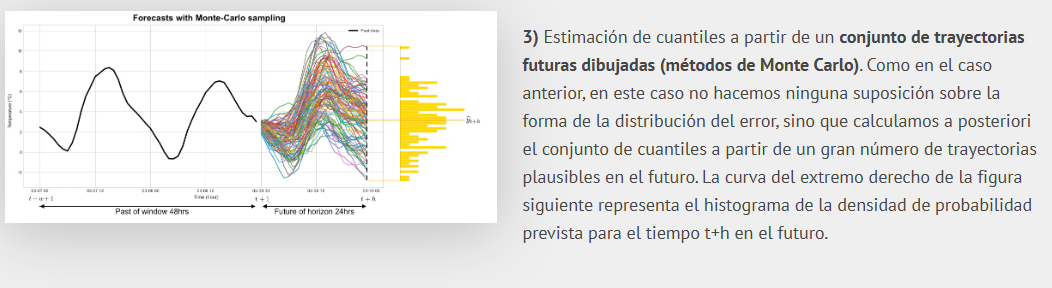 Forecasts with Monte-Carlo sampling
Past data
Temperature (°C)
Time (hour)
t − w + 1
t + 1
t + h
Past of window 48hrs
Future of horizon 24hrs
3) Estimación de cuantiles a partir de un conjunto de trayectorias
futuras dibujadas (métodos de Monte Carlo). Como en el caso
anterior, en este caso no hacemos ninguna suposición sobre la
forma de la distribución del error, sino que calculamos a posteriori
el conjunto de cuantiles a partir de un gran número de trayectorias
plausibles en el futuro. La curva del extremo derecho de la figura
siguiente representa el histograma de la densidad de probabilidad
prevista para el tiempo t+h en el futuro.